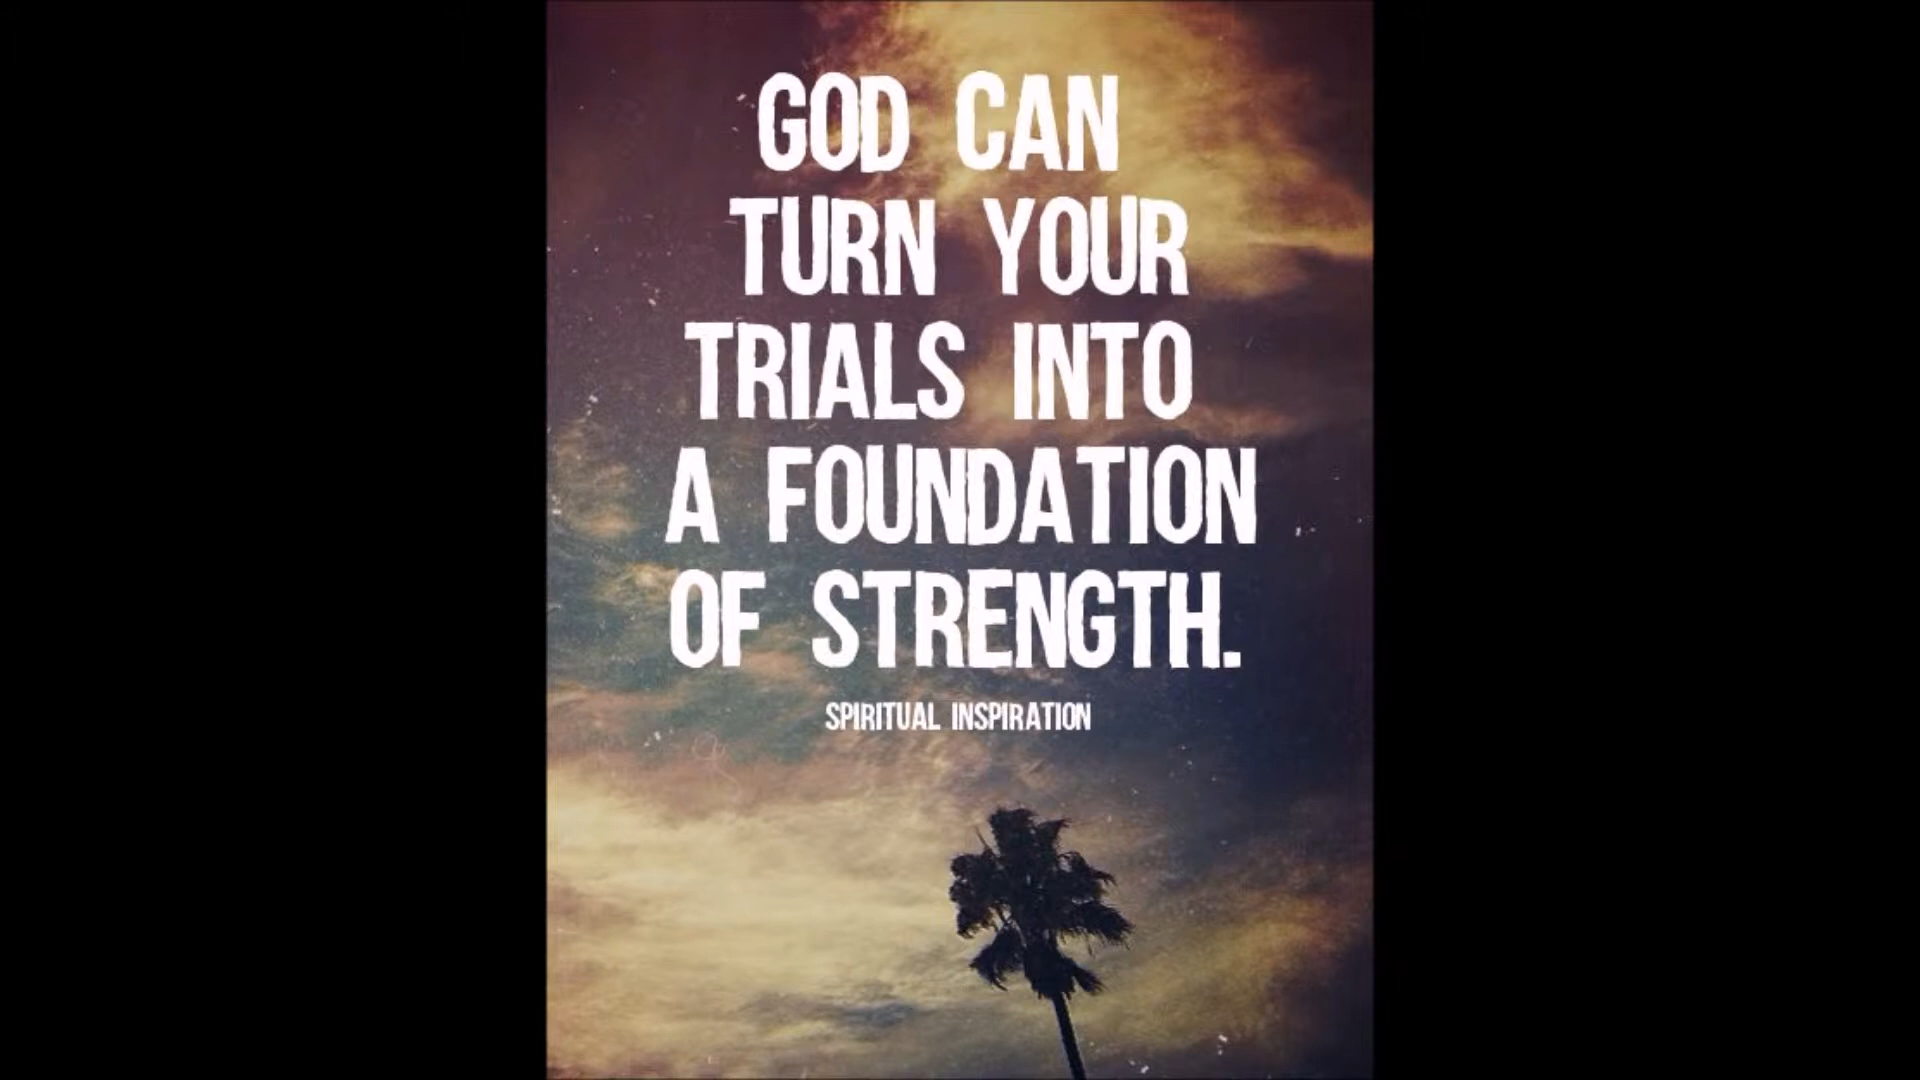 GOD CAN
TURN YOUR
TRIALS INTO
A FOUNDATION
OF STRENGTH.
SPIRITUAL INSPIRATION